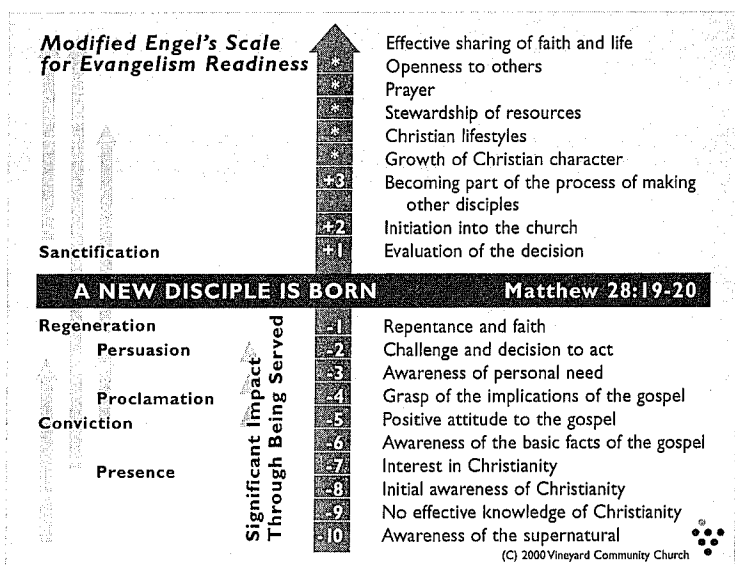 Modified Engel's Scale
for Evangelism Readiness
* Effective sharing of faith and life
* Openness to others
* Prayer
* Stewardship of resources
* Christian lifestyles
* Growth of Christian character
+3 Becoming part of the process of making
other disciples
+2 Initiation into the church
Sanctification +1 Evaluation of the decision
A NEW DISCIPLE IS BORN Matthew 28:19-20
Regeneration -1 Repentance and faith
Persuasion -2 Challenge and decision to act
-3 Awareness of personal need
Proclamation -4 Grasp of the implications of the gospel
Conviction -5 Positive attitude to the gospel
-6 Awareness of the basic facts of the gospel
Presence -7 Interest in Christianity
-8 Initial awareness of Christianity
-9 No effective knowledge of Christianity
-10 Awareness of the supernatural
Significant Impact
Through Being Served
(C) 2000 Vineyard Community Church